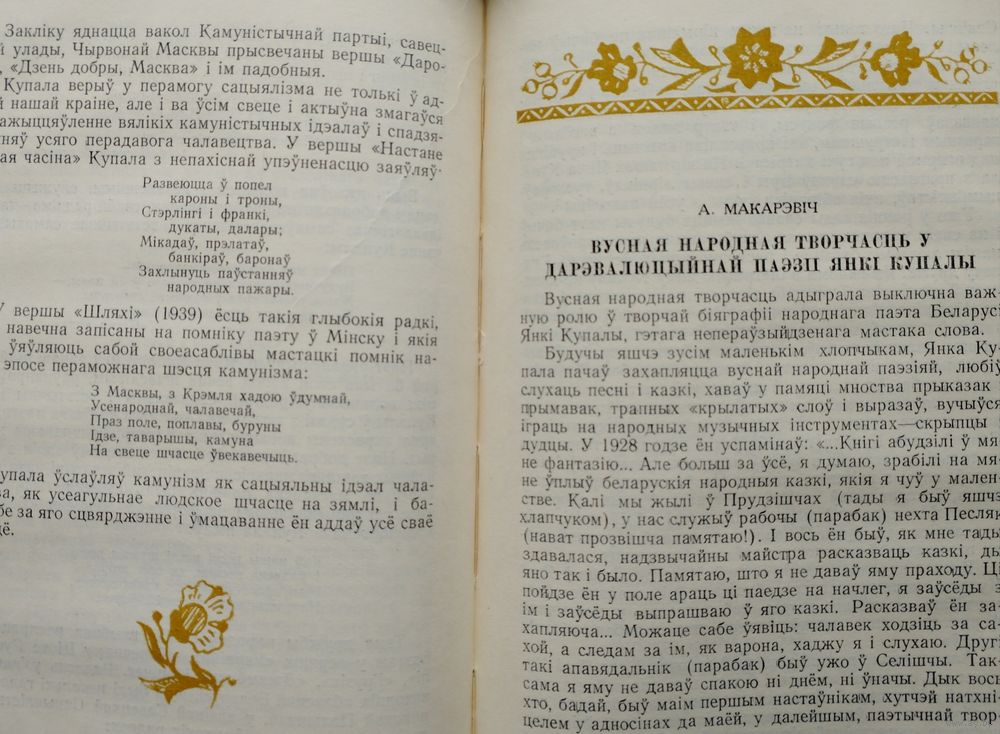 Закліку яднацца вакол Камуністычнай партыі, савец-
й улады, Чырвонай Масквы прысвечаны вершы «Даро-
, «Дзень добры, Масква» і ім падобныя.
Купала верыў у перамогу сацыялізма не толькі ў ад-
й нашай краіне, але і ва ўсім свеце і актыўна змагаўся
ажыццяўленне вялікіх камуністычных ідэалаў і спадзя-
няў усяго перадавога чалавецтва. У вершы «Настане
ая часіна» Купала з непахіснай упэўненасцю заяўляў-
Развеюцца ў попел
кароны і троны,
Стэрлінгі і франкі,
дукаты, далары;
Мікадаў, прэлатаў,
банкіраў, баронаў
Захлынуць паўстанняў
народных пажары.
У вершы «Шляхі» (1939) ёсць такія глыбокія радкі,
навечна запісаны на помніку паэту ў Мінску і якія
ўяўляюць сабой своеасаблівы мастацкі помнік на-
эпосе пераможнага шэсця камунізма:
З Масквы, з Крэмля хадою ўдумнай,
Усенароднай, чалавечай,
Праз поле, поплавы, буруны
Ідзе, таварышы, камуна
На свеце шчасце ўвекавечыць.
упала ўслаўляў камунізм як сацыяльны ідэал чала-
ва, як усеагульнае людское шчасце на зямлі, і ба-
бе за яго сцвярджэнне і ўмацаванне ён аддаў усё сваё
цё.
А. МАКАРЭВІЧ
ВУСНАЯ НАРОДНАЯ ТВОРЧАСЦЬ У
ДАРЭВАЛЮЦЫЙНАЙ ПАЭЗІІ ЯНКІ КУПАЛЫ
Вусная народная творчасць адыграла выключна важ-
ную ролю ў творчай біяграфіі народнага паэта Беларусі
Янкі Купалы, гэтага непераўзыйдзенага мастака слова.
Будучы яшчэ зусім маленькім хлопчыкам, Янка Ку-
пала пачаў захапляцца вуснай народнай паэзіяй, любіў
слухаць песні і казкі, хаваў у памяці мноства прыказак і
прымавак, трапных «крылатых» слоў і выразаў, вучыўся
іграць на народных музычных інструментах—скрыпцы і
дудцы. У 1928 годзе ён успамінаў: «...Кнігі абудзілі ў мя-
не фантазію... Але больш за ўсё, я думаю, зрабілі на мя-
не ўплыў беларускія народныя казкі, якія я чуў у мален-
стве. Калі мы жылі ў Прудзішчах (тады я быў яшчэ
хлапчуком), у нас служыў рабочы (парабак) нехта Песляк
(нават прозвішча памятаю!). І вось ён быў, як мне тады
здавалася, надзвычайны майстра расказваць казкі, ды
яно так і было. Памятаю, што я не даваў яму праходу. Ці
пойдзе ён у поле араць ці паедзе на начлег, я заўсёды з
ім і заўсёды выпрашваю ў яго казкі. Расказваў ён за-
хапляюча... Можаце сабе ўявіць: чалавек ходзіць за са-
хой, а следам за ім, як варона, хаджу я і слухаю. Другі
такі апавядальнік (парабак) быў ужо ў Селішчы. Так-
сама я яму не даваў спакою ні днём, ні ўначы. Дык вось
хто, бадай, быў маім першым настаўнікам, хутчэй натхні-
целем у адносінах да маёй, у далейшым, паэтычнай твор-